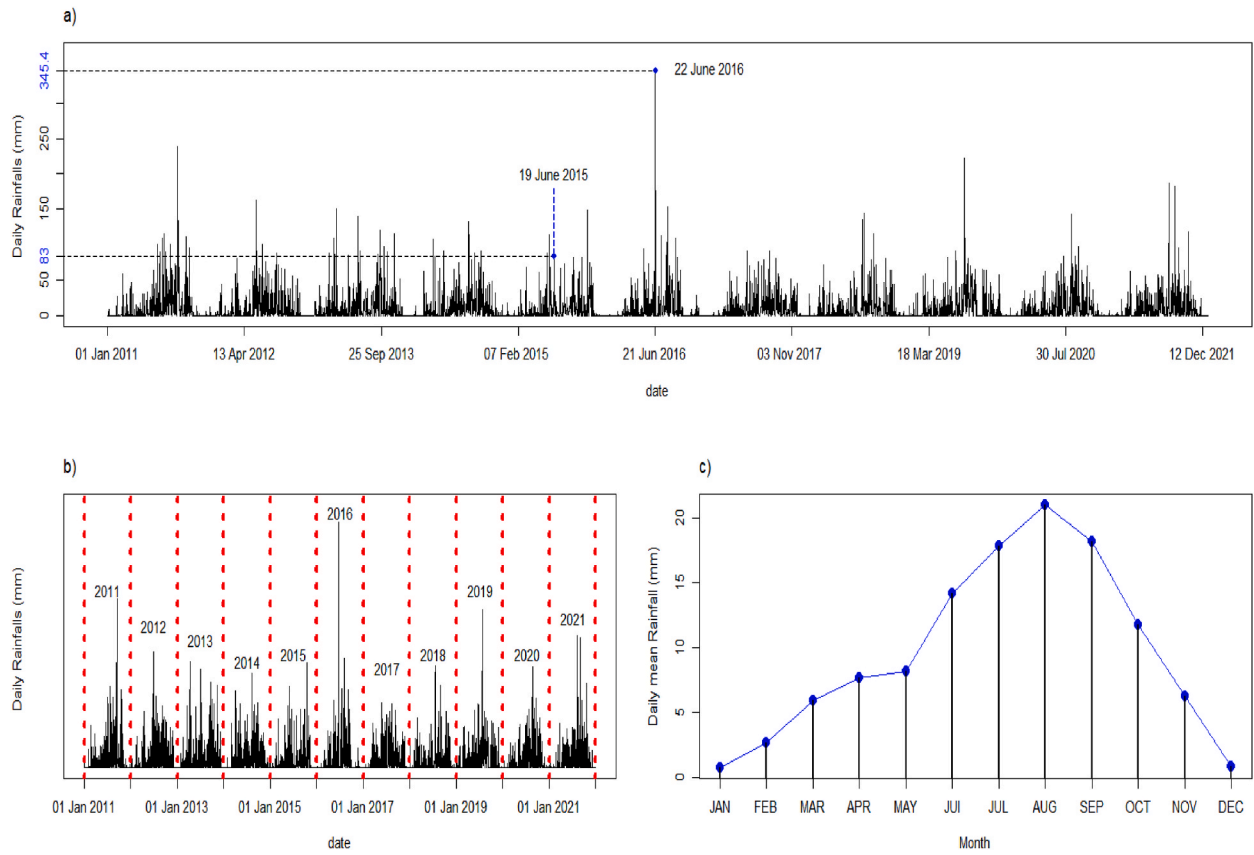 a)
Daily Rainfalls (mm)
345.4
250
150
83
50
0
22 June 2016
19 June 2015
01 Jan 2011 13 Apr 2012 25 Sep 2013 07 Feb 2015 21 Jun 2016 03 Nov 2017 18 Mar 2019 30 Jul 2020 12 Dec 2021
date
b)
Daily Rainfalls (mm)
2011 2012 2013 2014 2015 2016 2017 2018 2019 2020 2021
01 Jan 2011 01 Jan 2013 01 Jan 2015 01 Jan 2017 01 Jan 2019 01 Jan 2021
date
c)
Daily mean Rainfall (mm)
20
15
10
5
0
JAN FEB MAR APR MAY JUI JUL AUG SEP OCT NOV DEC
Month